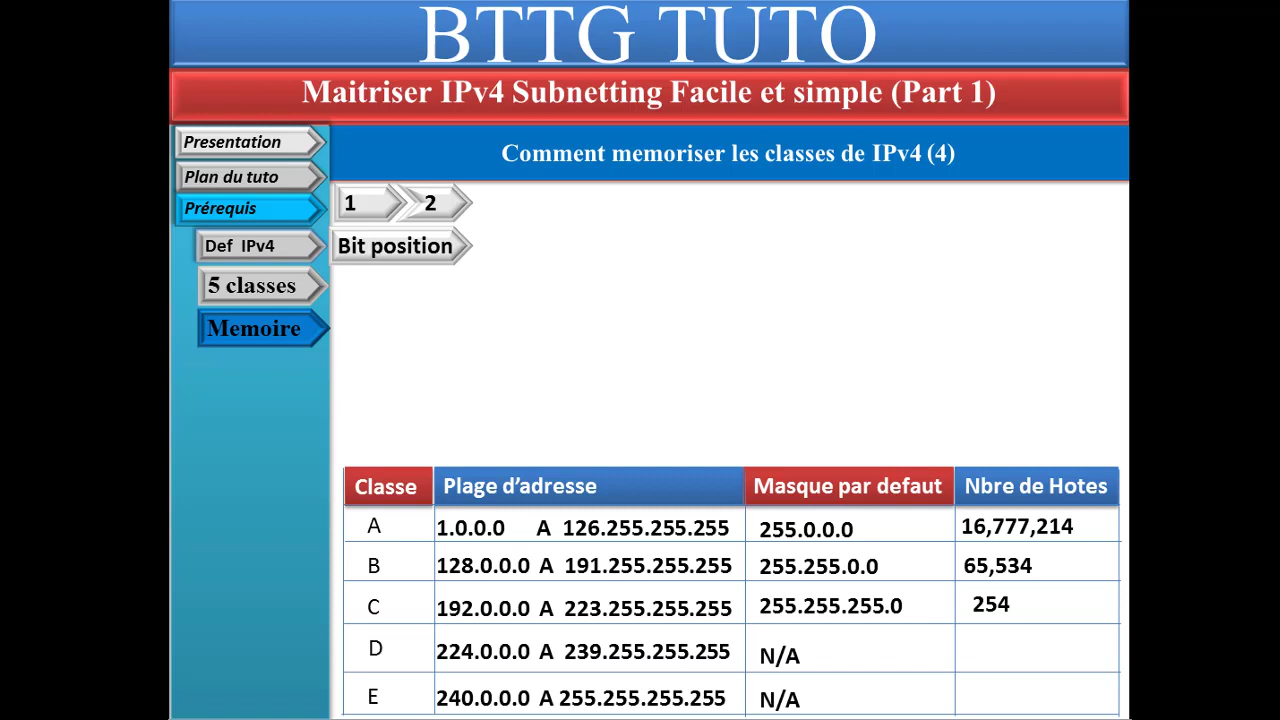 BTTG TUTO
Maitriser IPv4 Subnetting Facile et simple (Part 1)
Presentation
Plan du tuto
Prérequis
Def IPv4
5 classes
Memoire
Comment memoriser les classes de IPv4 (4)
1 2
Bit position
Classe Plage d’adresse Masque par defaut Nbre de Hotes
A 1.0.0.0 A 126.255.255.255 255.0.0.0 16,777,214
B 128.0.0.0 A 191.255.255.255 255.255.0.0 65,534
C 192.0.0.0 A 223.255.255.255 255.255.255.0 254
D 224.0.0.0 A 239.255.255.255 N/A
E 240.0.0.0 A 255.255.255.255 N/A